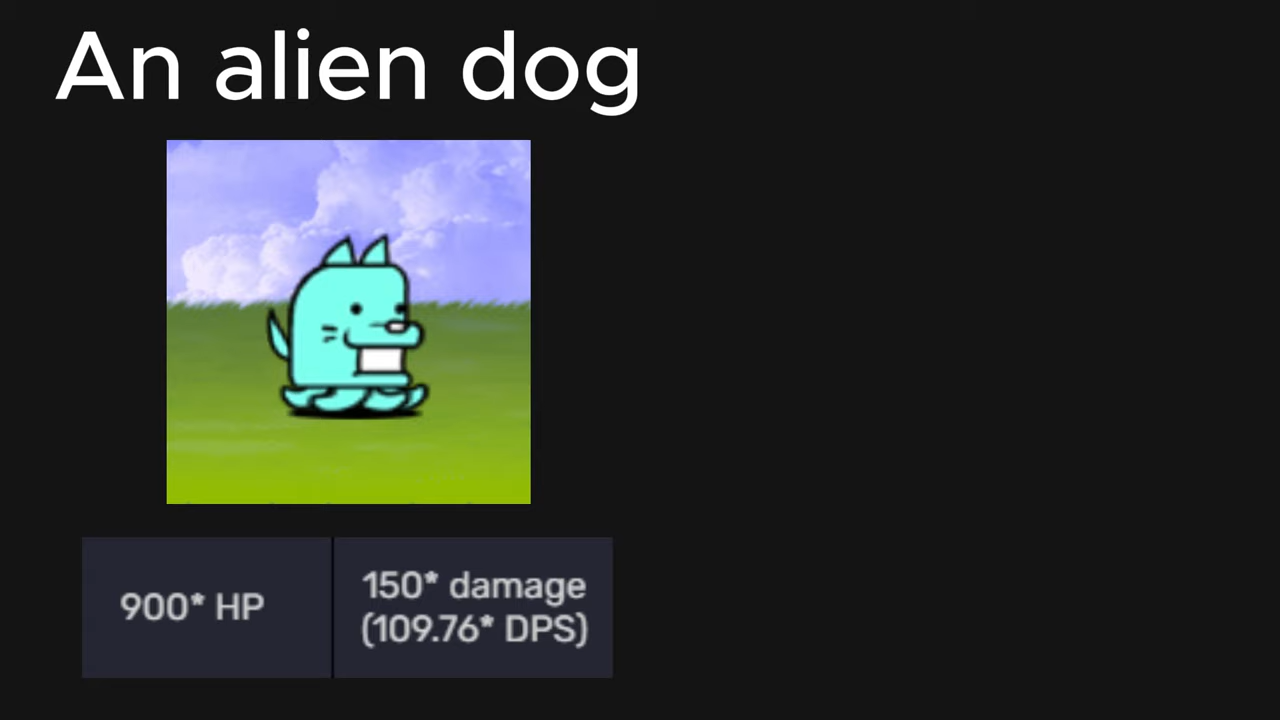 An alien dog
900* HP
150* damage
(109.76* DPS)